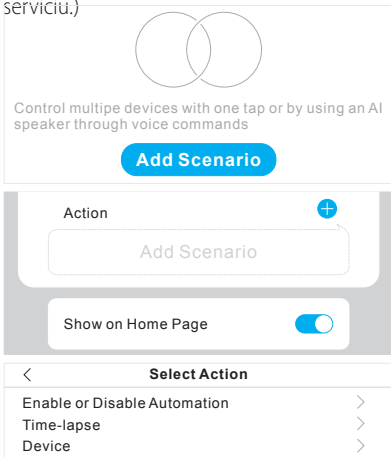 serviciu.)
Control multipe devices with one tap or by using an AI
speaker through voice commands
Add Scenario
Action
Add Scenario
Show on Home Page
Select Action
Enable or Disable Automation
Time-lapse
Device